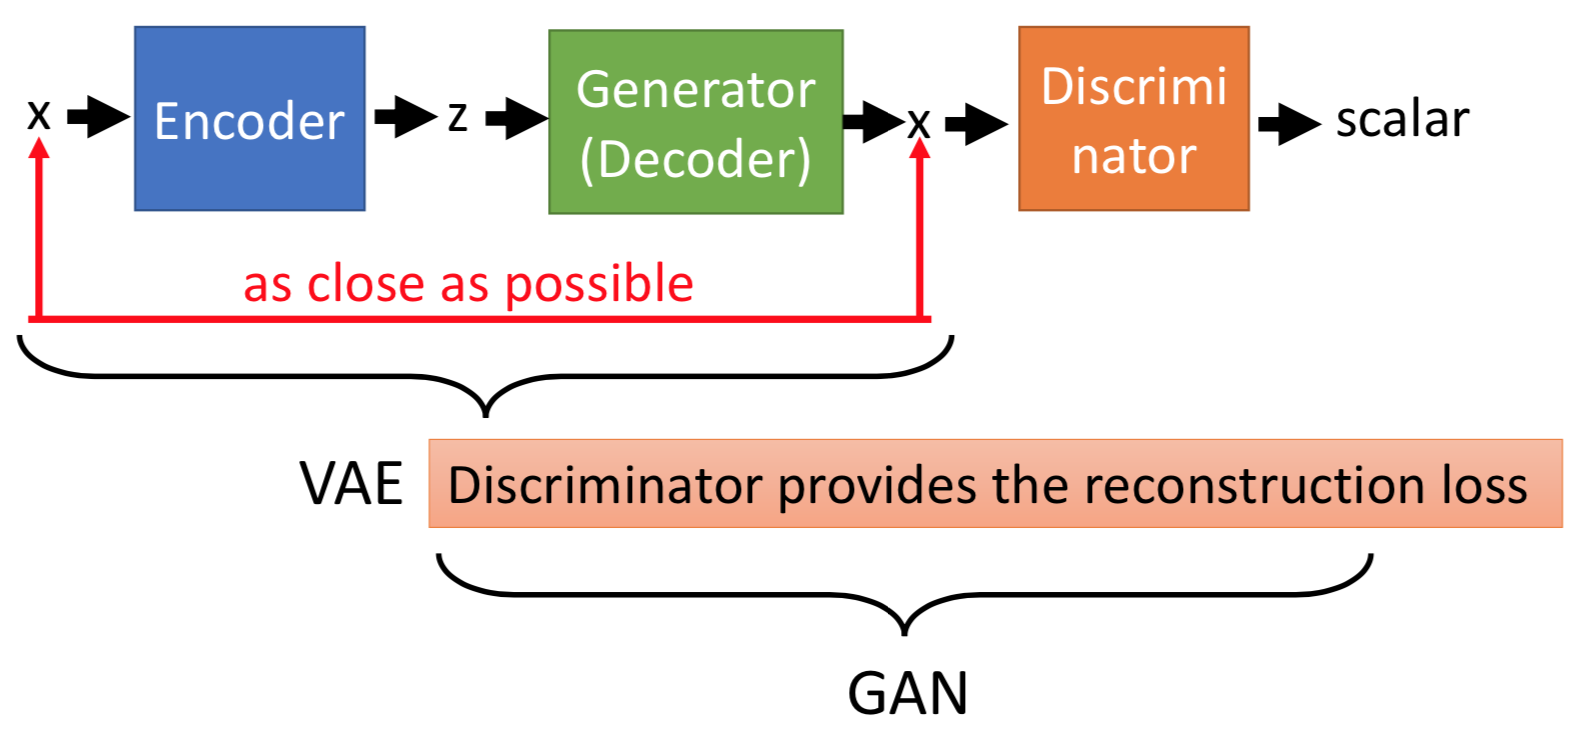 x
Encoder
z
Generator
(Decoder)
x
Discrimi
nator
scalar
as close as possible
VAE
Discriminator provides the reconstruction loss
GAN